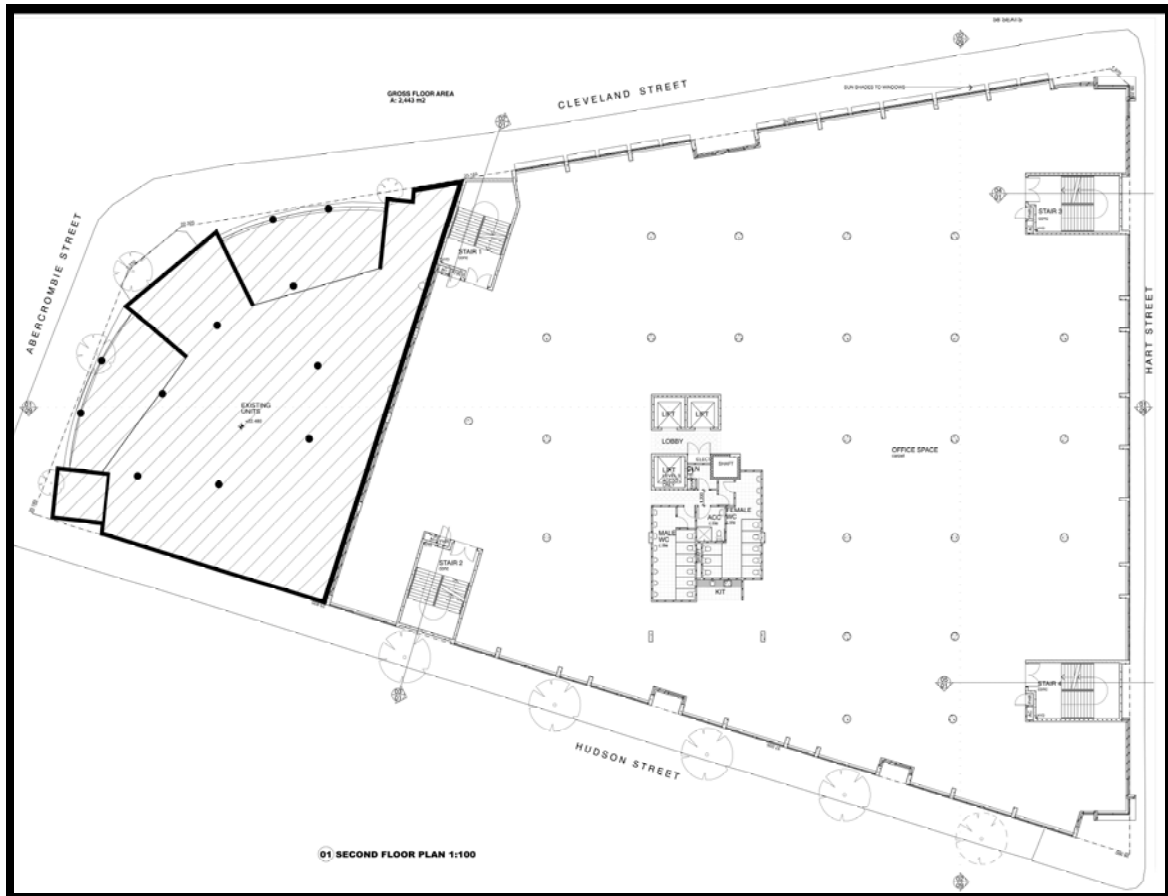 GROSS FLOOR AREA
A: 2,443 m2
CLEVELAND STREET
SUN SHADES TO WINDOWS
ABERCROMBIE STREET
STAIR 1
STAIR 3
HART STREET
EXISTING
UNITS
LIFT
LIFT
LOBBY
OFFICE SPACE
ELECT
SHAFT
LIFT
MALE
WC
ACC
FEMALE
WC
KIT
STAIR 2
STAIR 4
HUDSON STREET
01 SECOND FLOOR PLAN 1:100